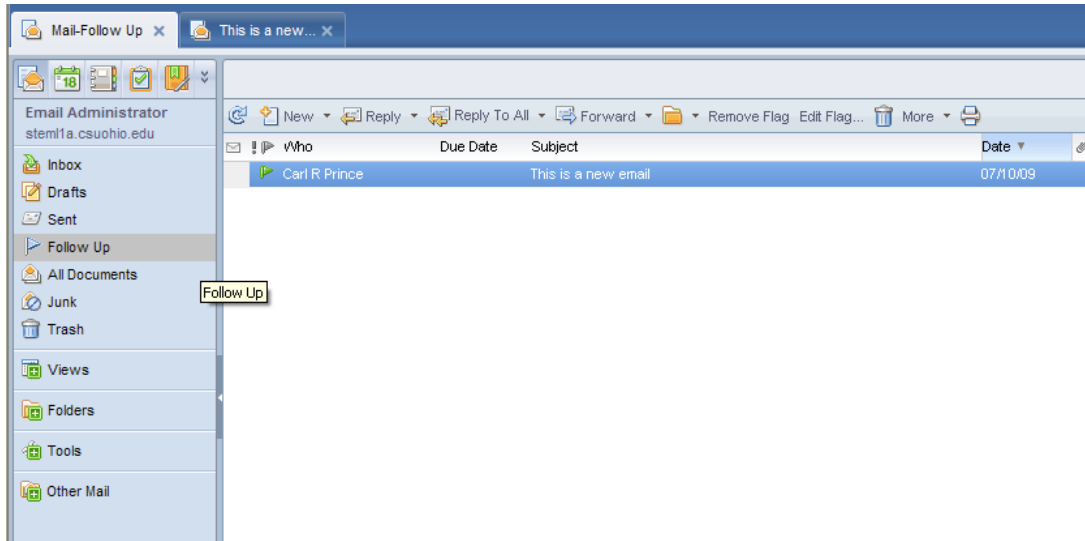 Mail-Follow Up
This is a new...
18
Email Administrator
steml1a.csuohio.edu
New Reply Reply To All Forward Remove Flag Edit Flag... More
! Who Due Date Subject Date
Carl R Prince This is a new email 07/10/09
Inbox
Drafts
Sent
Follow Up
All Documents
Follow Up
Junk
Trash
Views
Folders
Tools
Other Mail